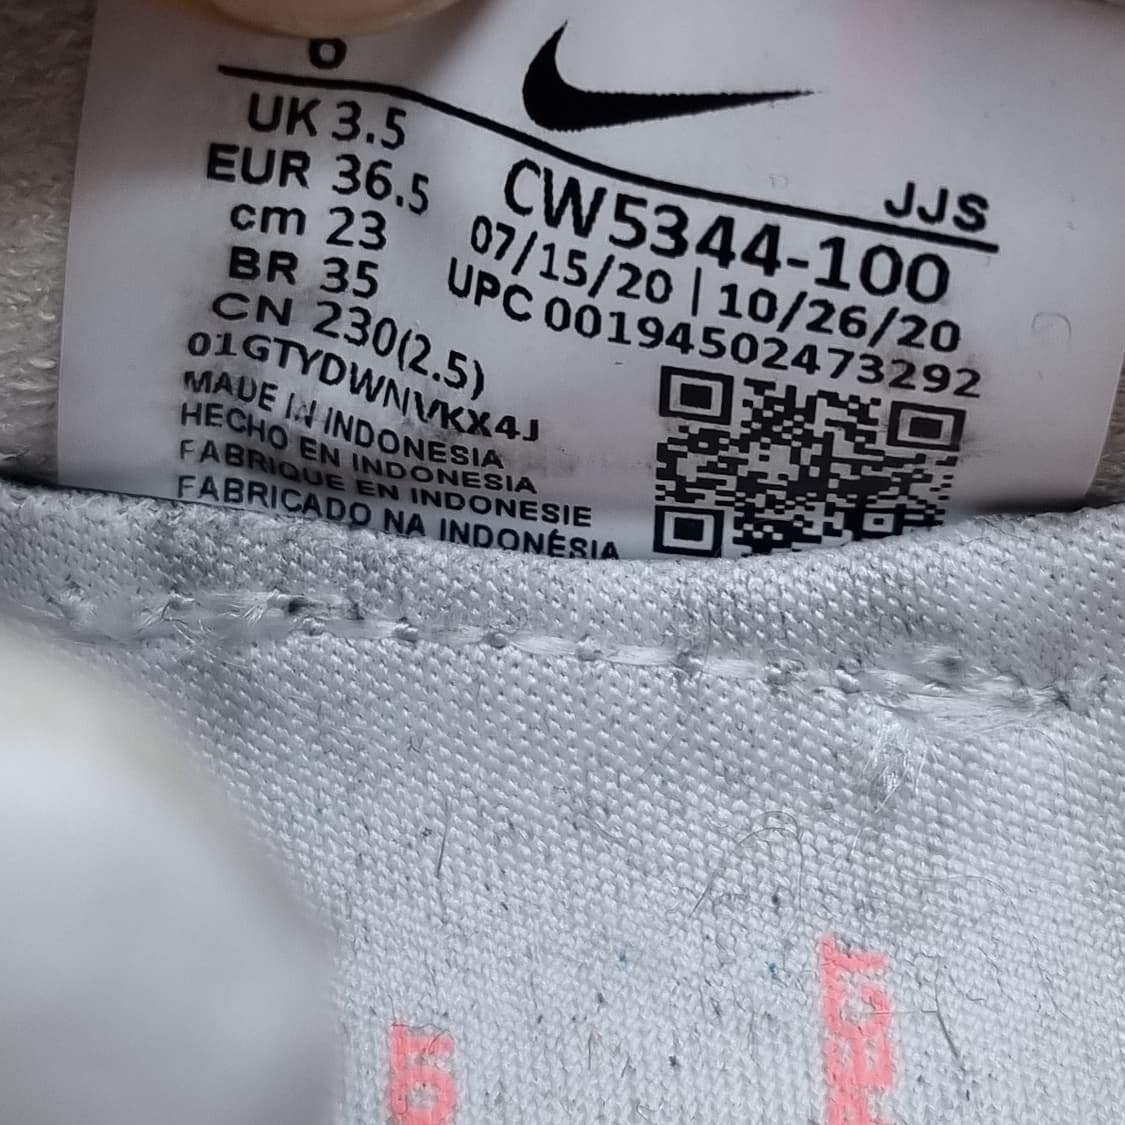 6
UK 3.5
EUR 36.5
cm 23
BR 35
CN 230(2.5)
01GTYDWNVKX4J
MADE IN INDONESIA
HECHO EN INDONESIA
FABRIQUE EN INDONESIE
FABRICADO NA INDONÉSIA
JJS
CW5344-100
07/15/20 | 10/26/20
UPC 00194502473292